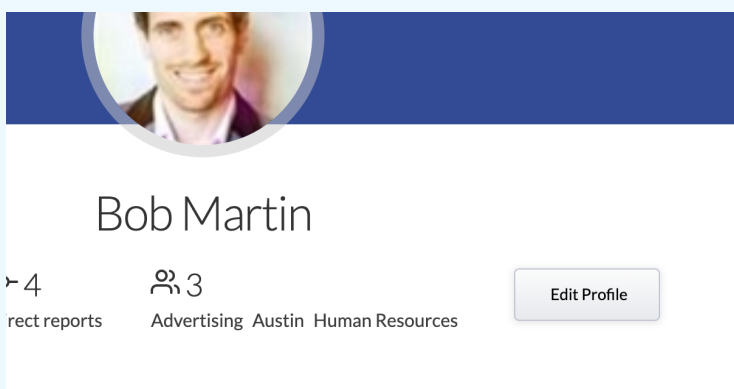 Bob Martin
4
3
Edit Profile
rect reports
Advertising Austin Human Resources